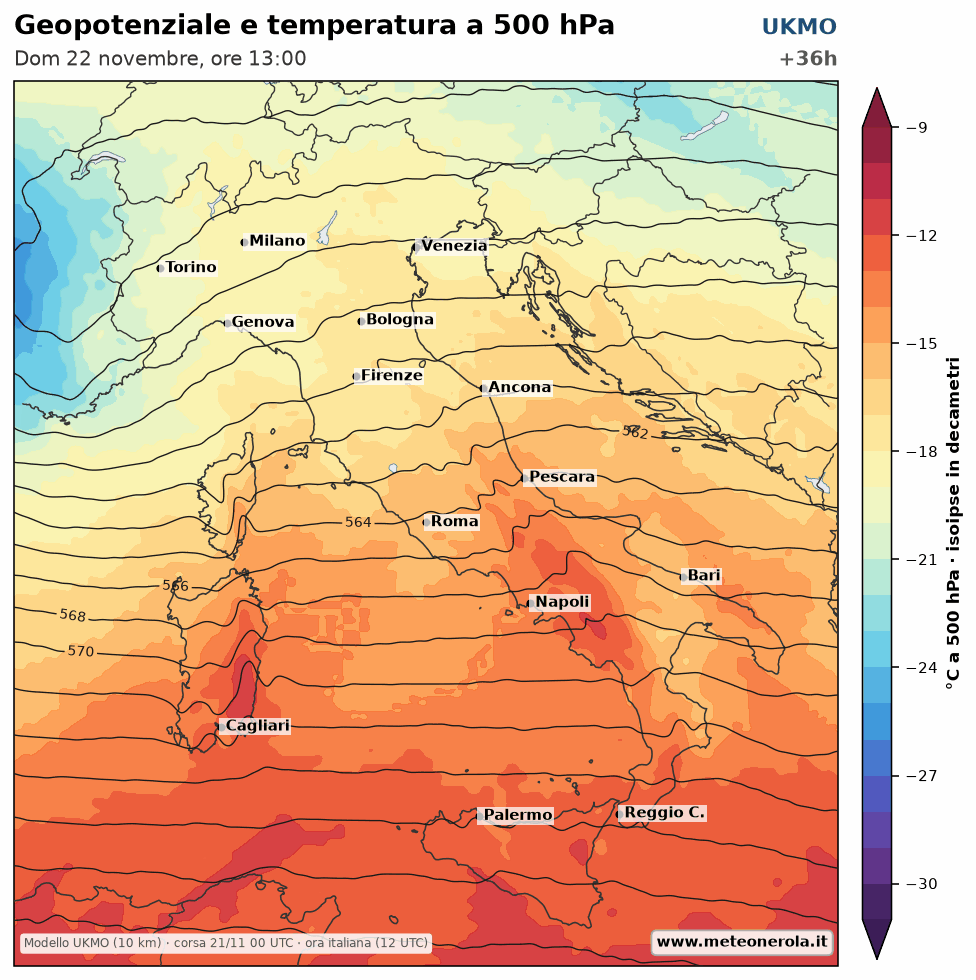 Geopotenziale e temperatura a 500 hPa
UKMO
Dom 22 novembre, ore 13:00
+36h
Milano
Venezia
Torino
Genova
Bologna
Firenze
Ancona
562
Pescara
564
Roma
566
Bari
Napoli
568
570
Cagliari
Palermo
Reggio C.
−9
−12
−15
−18
−21
−24
−27
−30
°C a 500 hPa · isoipse in decametri
Modello UKMO (10 km) · corsa 21/11 00 UTC · ora italiana (12 UTC)
www.meteonerola.it